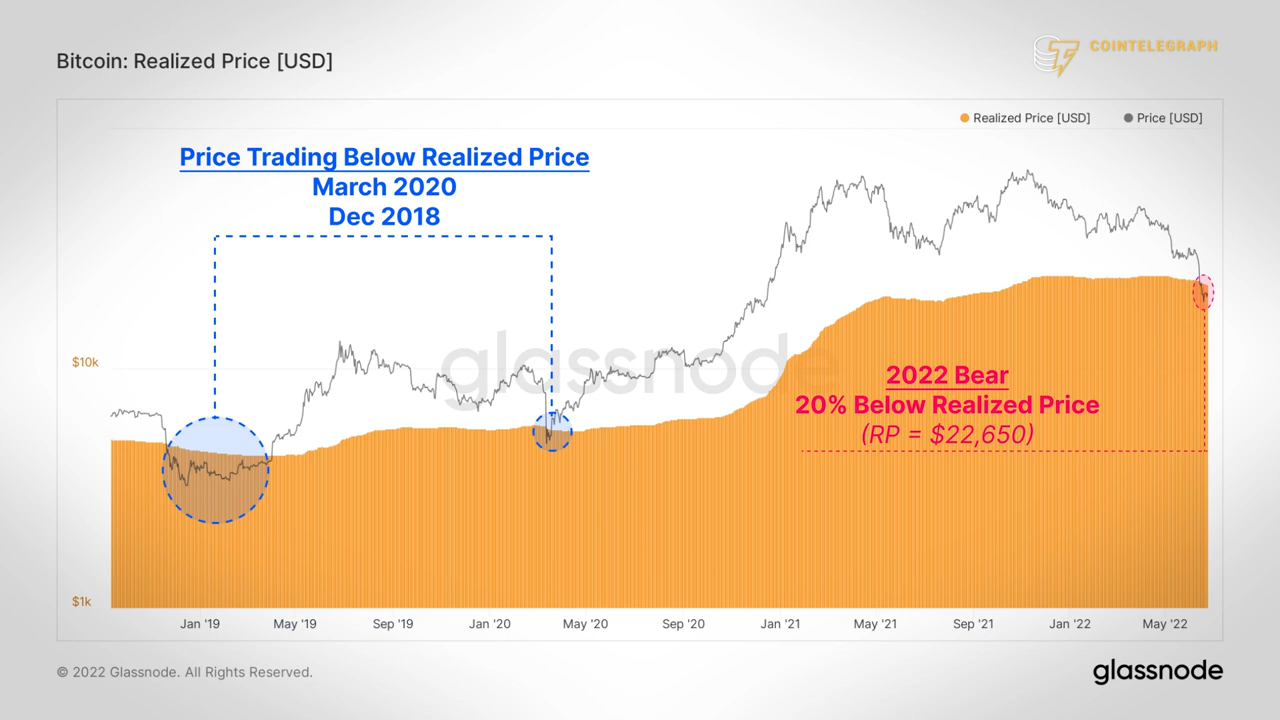 Bitcoin: Realized Price [USD]
COINTELEGRAPH
Realized Price [USD]
Price [USD]
Price Trading Below Realized Price
March 2020
Dec 2018
glassnode
$10k
2022 Bear
20% Below Realized Price
(RP = $22,650)
$1k
Jan '19
May '19
Sep '19
Jan '20
May '20
Sep '20
Jan '21
May '21
Sep '21
Jan '22
May '22
© 2022 Glassnode. All Rights Reserved.
glassnode